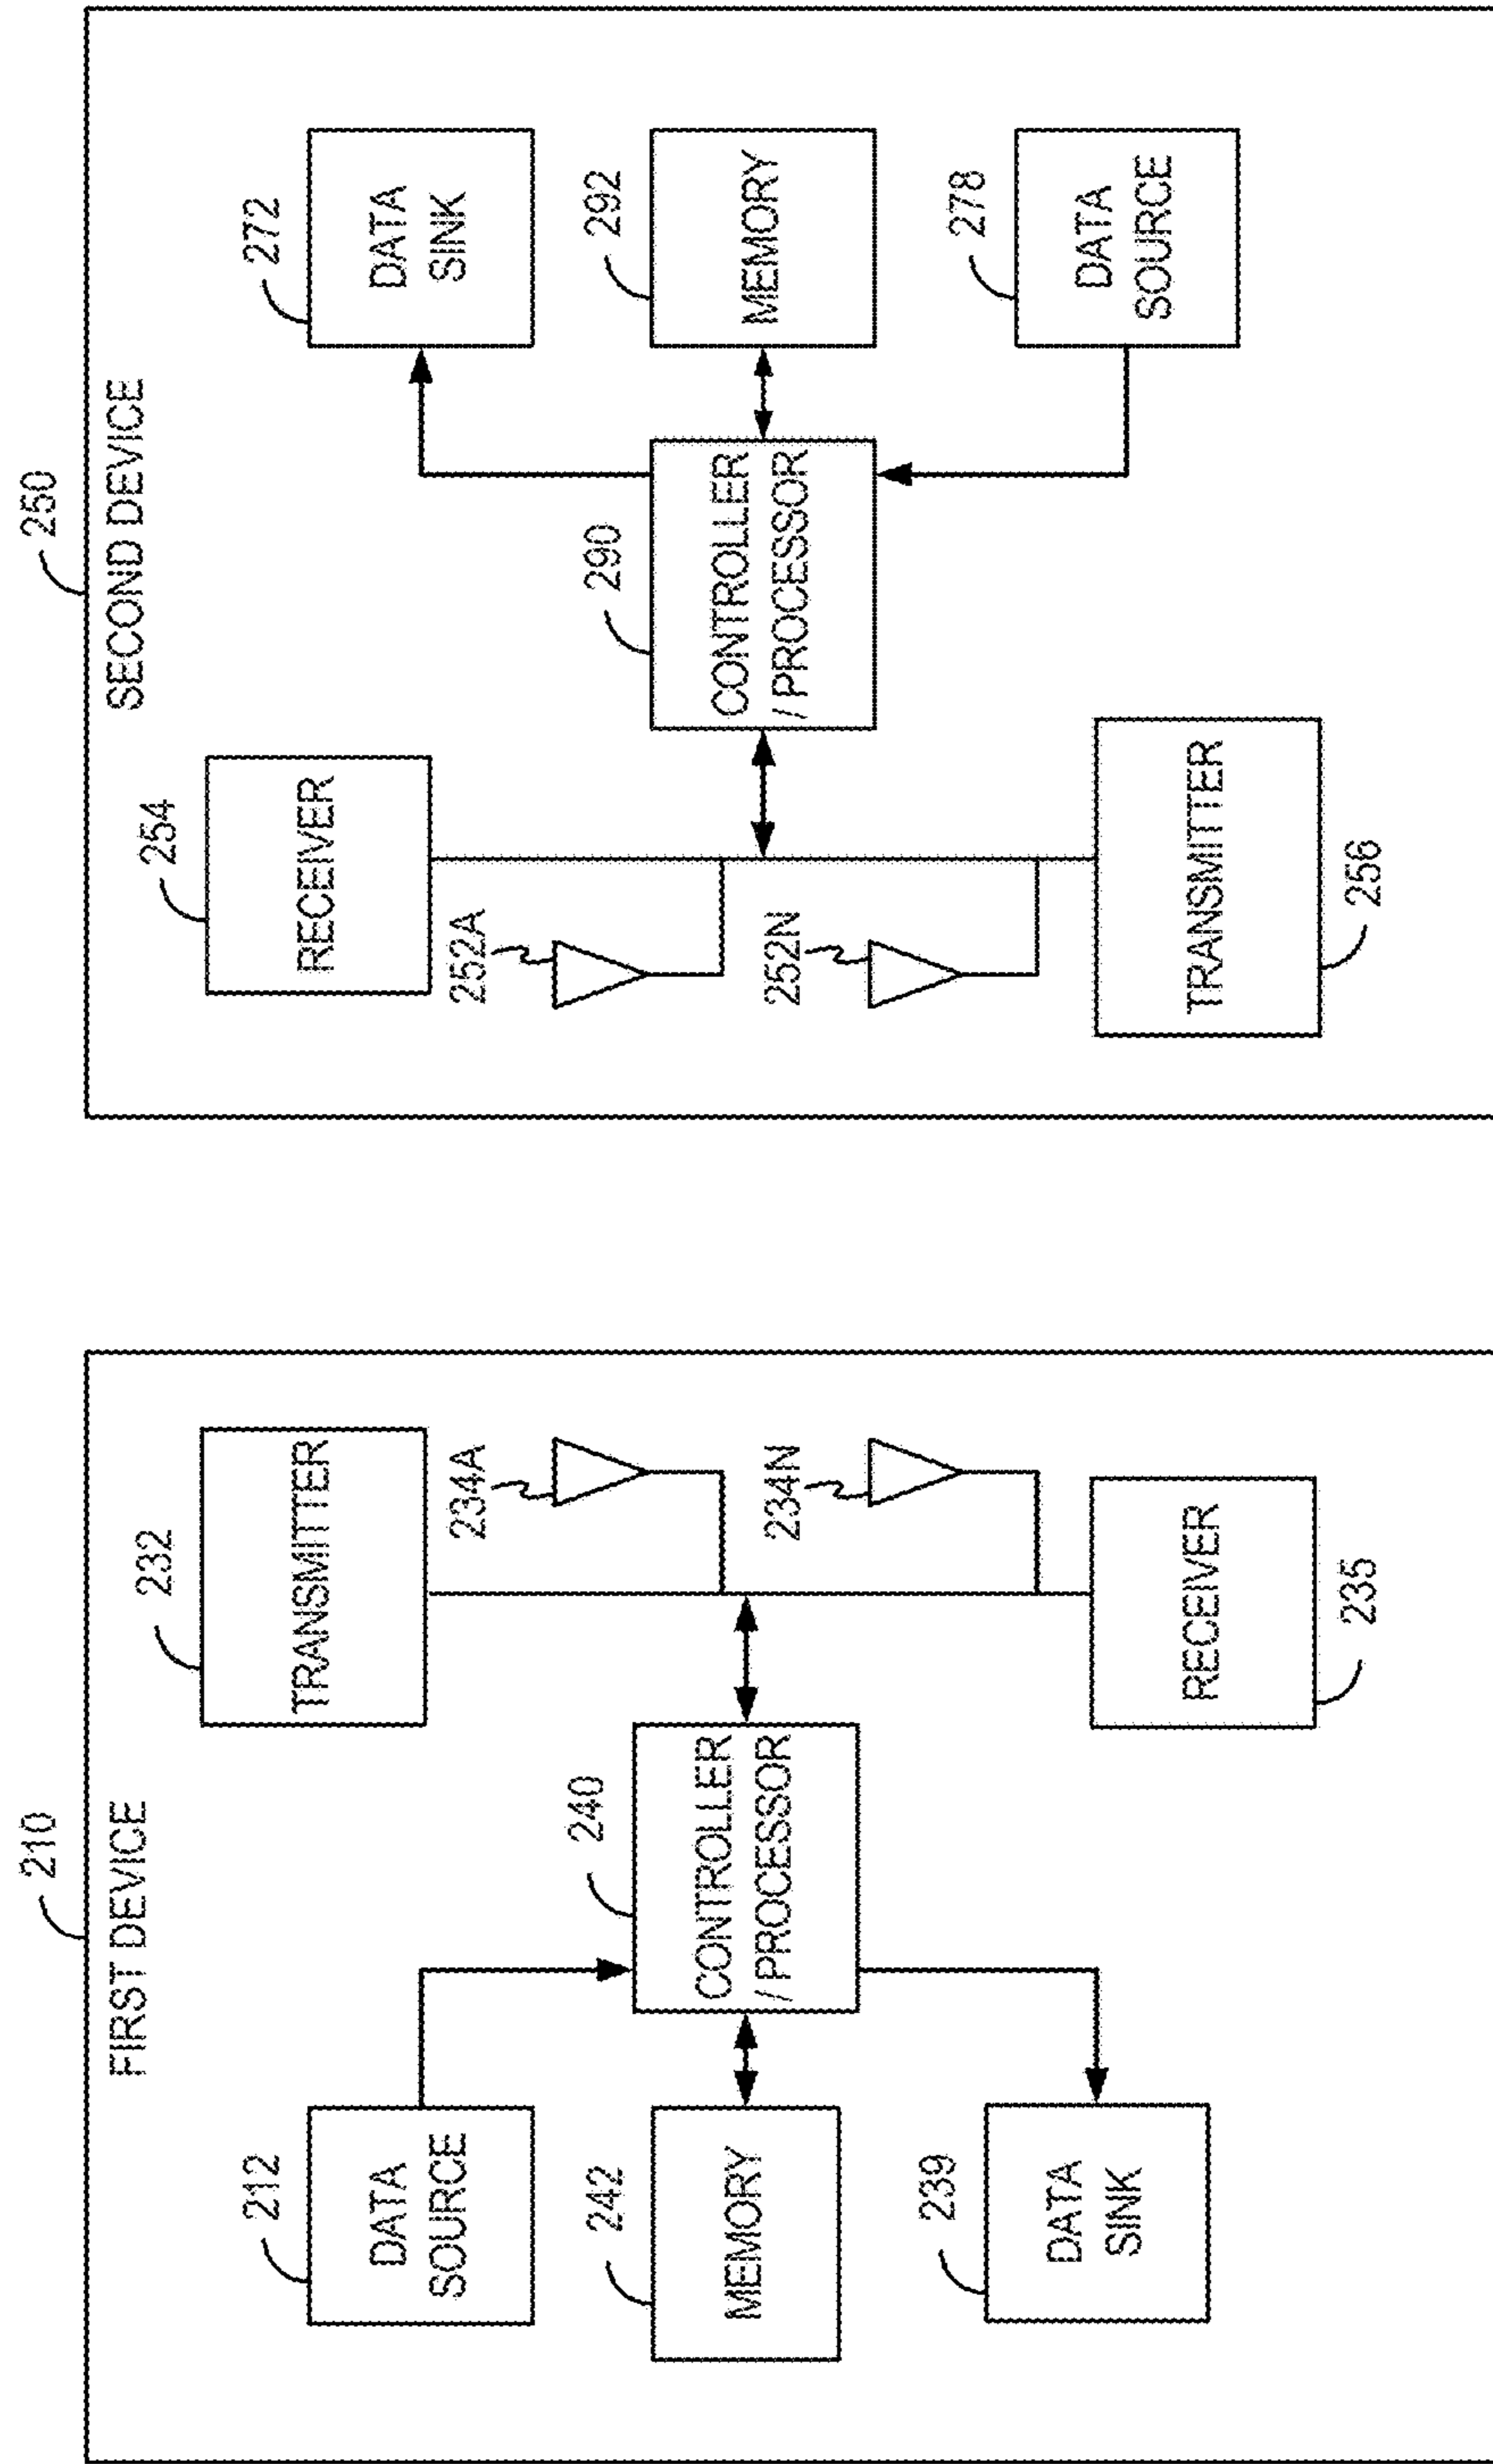 210
FIRST DEVICE
212
DATA
SOURCE
242
MEMORY
239
DATA
SINK
240
CONTROLLER
/ PROCESSOR
232
TRANSMITTER
234A
234N
RECEIVER
235
250
SECOND DEVICE
254
RECEIVER
252A
252N
TRANSMITTER
256
290
CONTROLLER
/ PROCESSOR
272
DATA
SINK
292
MEMORY
278
DATA
SOURCE